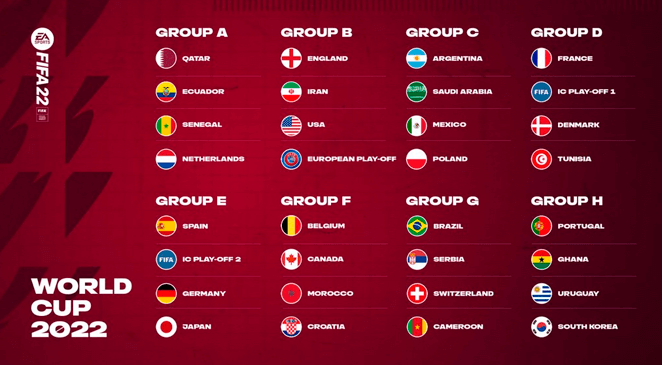 EA
SPORTS
FIFA 22
FIFA
GROUP A
QATAR
ECUADOR
SENEGAL
NETHERLANDS
GROUP B
ENGLAND
IRAN
USA
EUROPEAN PLAY-OFF
GROUP C
ARGENTINA
SAUDI ARABIA
MEXICO
POLAND
GROUP D
FRANCE
FIFA
IC PLAY-OFF 1
DENMARK
TUNISIA
GROUP E
SPAIN
FIFA
IC PLAY-OFF 2
GERMANY
JAPAN
GROUP F
BELGIUM
CANADA
MOROCCO
CROATIA
GROUP G
BRAZIL
SERBIA
SWITZERLAND
CAMEROON
GROUP H
PORTUGAL
GHANA
URUGUAY
SOUTH KOREA
WORLD
CUP
2022